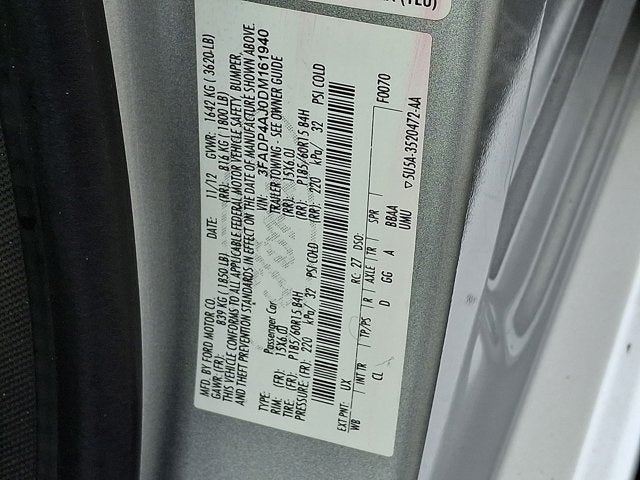 (TEU)
MFD. BY FORD MOTOR CO.
DATE: 11/12 GVWR: 1642 KG ( 3620-LB)
GAWR: (FR): 839 KG ( 1850 LB) (RR): 816 KG ( 1800 LB)
THIS VEHICLE CONFORMS TO ALL APPLICABLE FEDERAL MOTOR VEHICLE SAFETY, BUMPER,
AND THEFT PREVENTION STANDARDS IN EFFECT ON THE DATE OF MANUFACTURE SHOWN ABOVE.
VIN: 3FADP4AJ0DM161940
TYPE: Passenger Car TRAILER TOWING - SEE OWNER GUIDE
RIM: (FR): 15X6.0J (RR): 15X6.0J
TIRE: (FR): P185/60R15 84H (RR): P185/60R15 84H
PRESSURE: (FR): 220 kPa/ 32 PSI COLD (RR): 220 kPa/ 32 PSI COLD
EXT PNT: UX RC: 27 DSO: F0070
WB INT TR TP/PS R AXLE TR SPR
CL D GG A BBAA
UMU
▽5U5A-3520472-AA